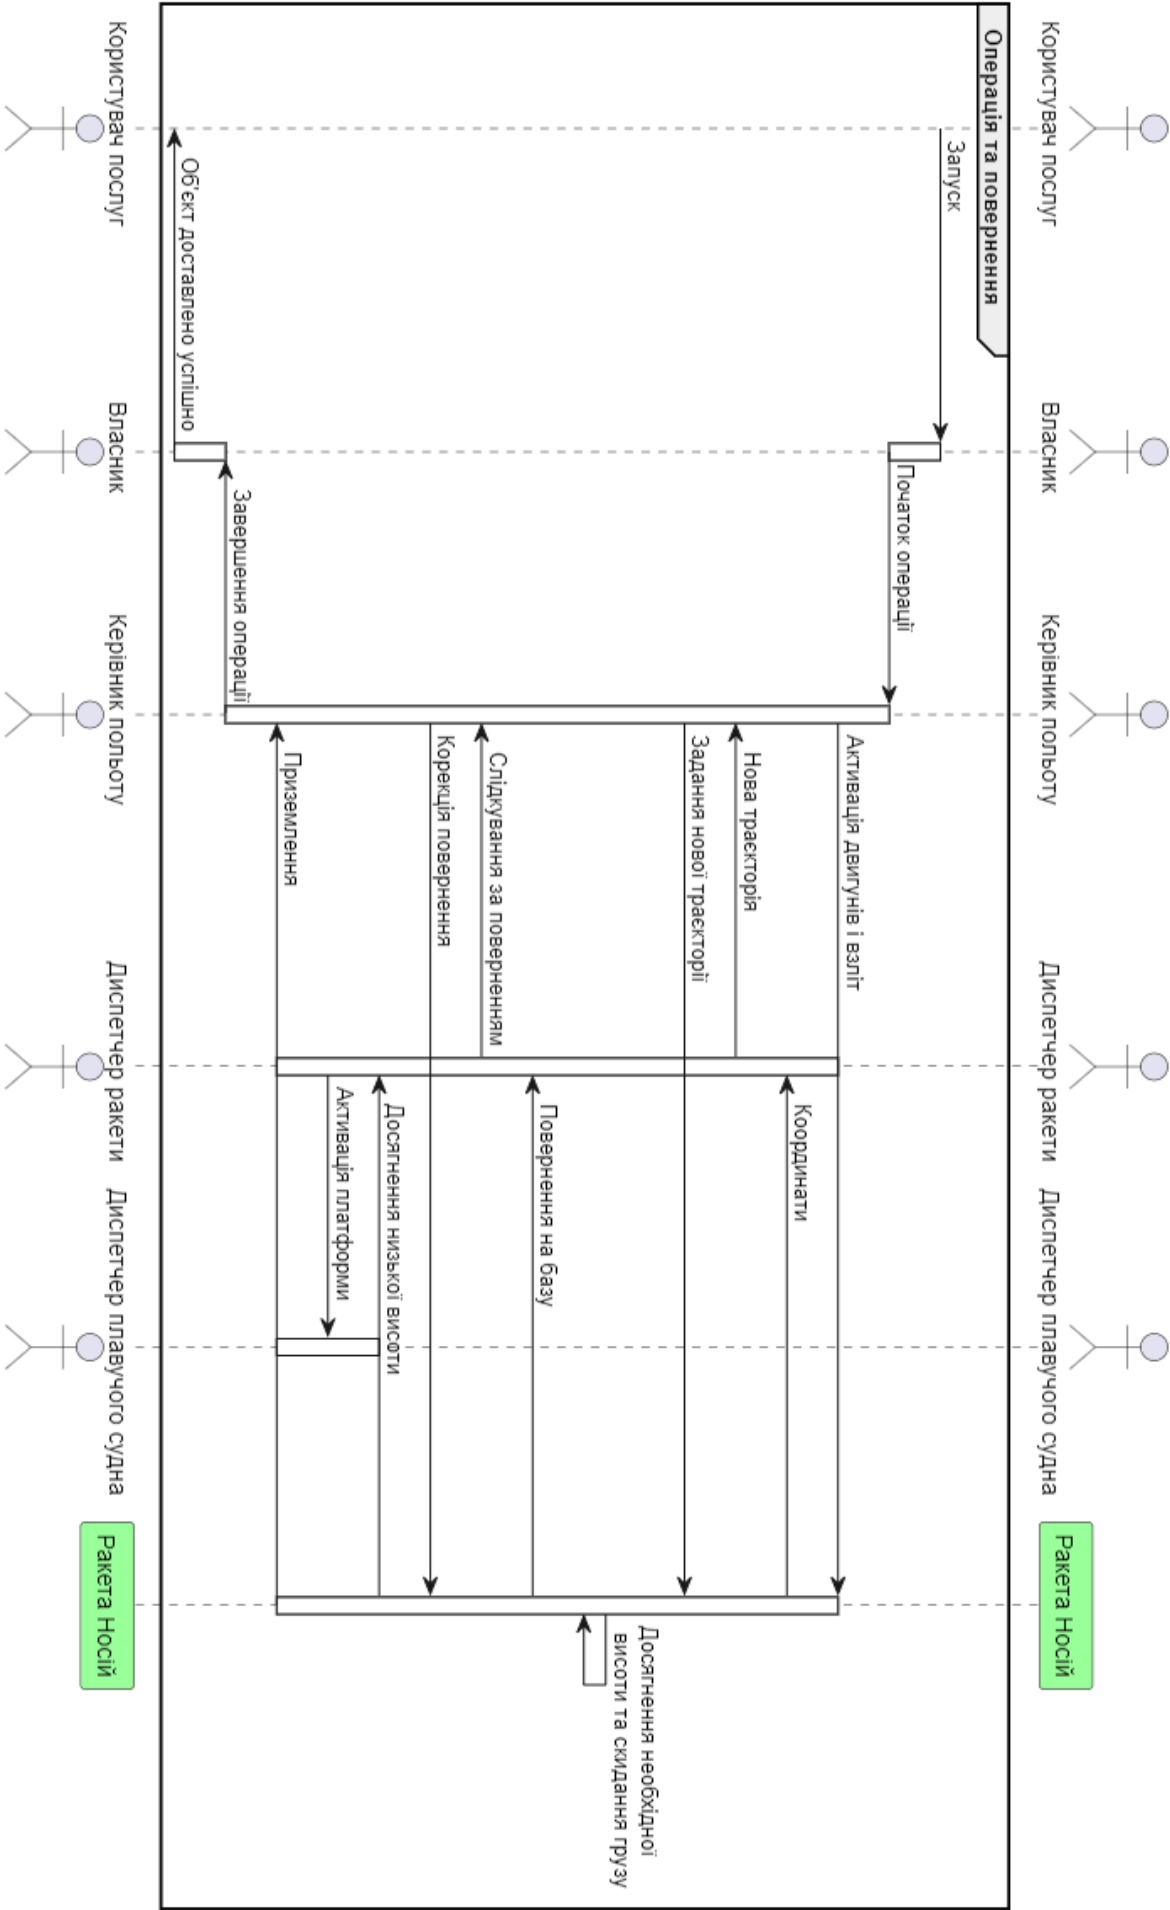 Користувач послуг
Власник
Керівник польоту
Диспетчер ракети
Диспетчер плавучого судна
Ракета Носій
Операція та повернення
Запуск
Початок операції
Активація двигунів і взліт
Координати
Нова траєкторія
Задання нової траєкторії
Досягнення необхідної
висоти та скидання грузу
Повернення на базу
Слідкування за поверненням
Корекція повернення
Досягнення низької висоти
Активація платформи
Приземлення
Завершення операції
Об'єкт доставлено успішно
Користувач послуг
Власник
Керівник польоту
Диспетчер ракети
Диспетчер плавучого судна
Ракета Носій